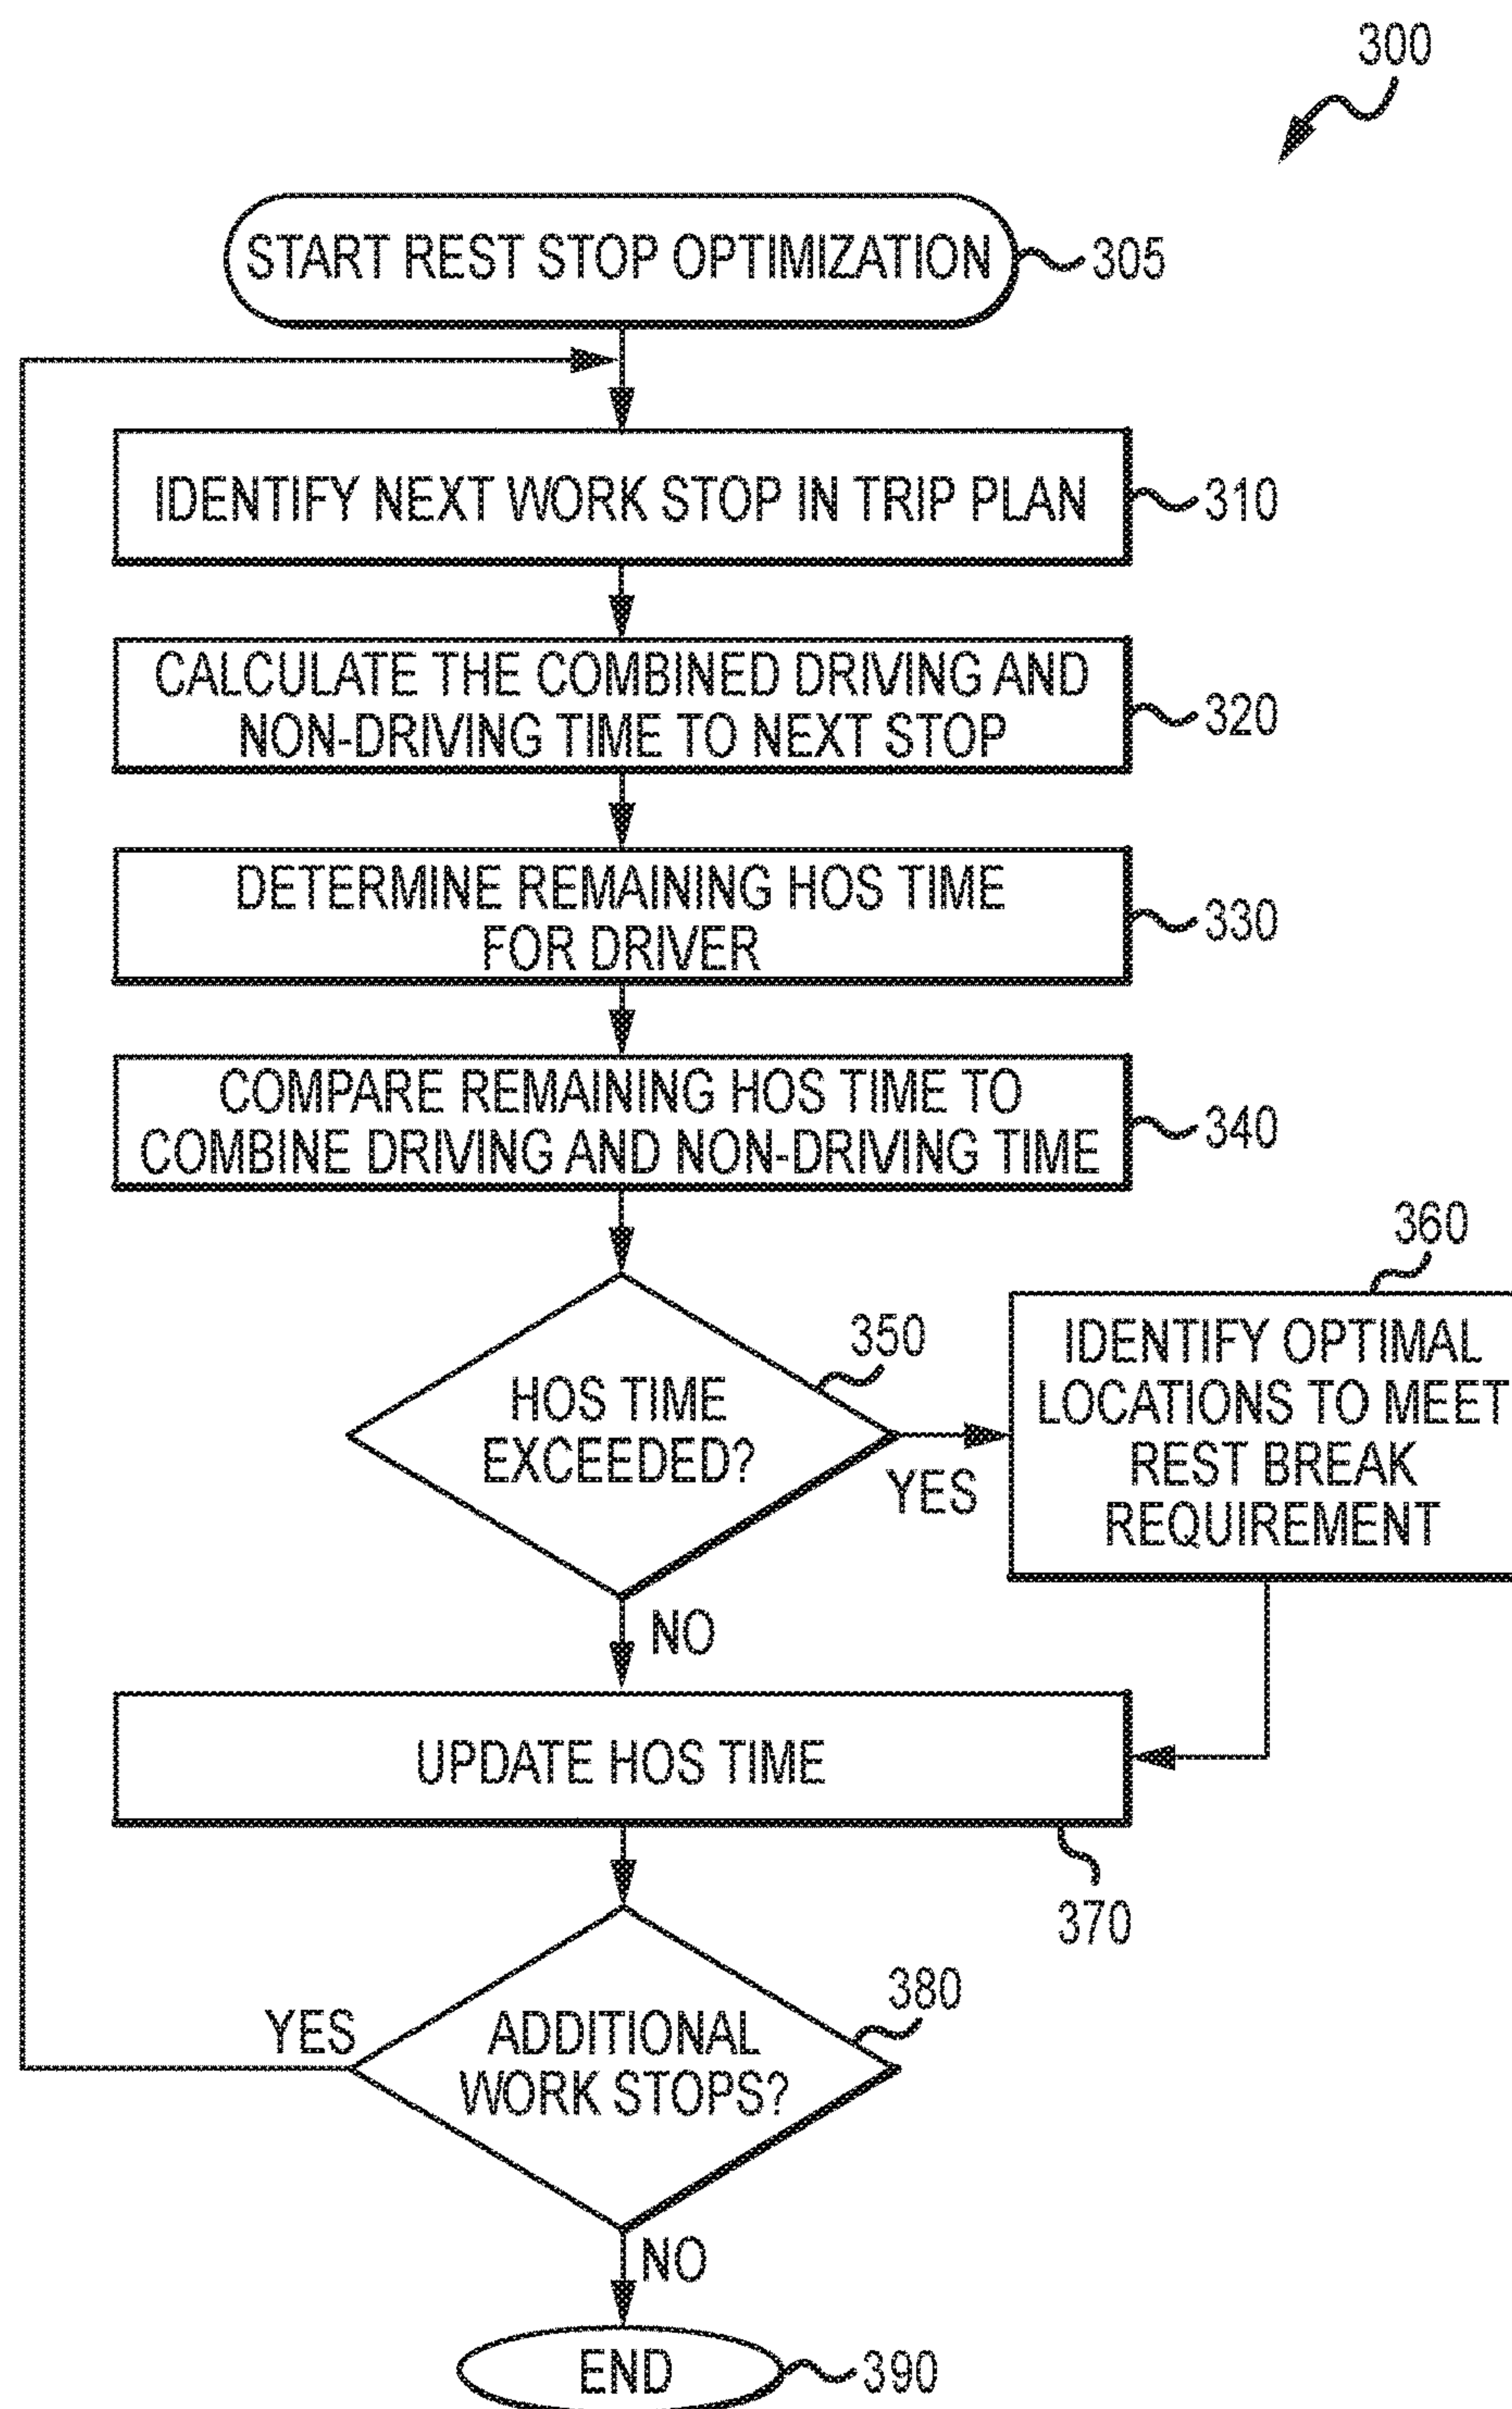 300
START REST STOP OPTIMIZATION
305
IDENTIFY NEXT WORK STOP IN TRIP PLAN
310
CALCULATE THE COMBINED DRIVING AND
NON-DRIVING TIME TO NEXT STOP
320
DETERMINE REMAINING HOS TIME
FOR DRIVER
330
COMPARE REMAINING HOS TIME TO
COMBINE DRIVING AND NON-DRIVING TIME
340
HOS TIME
EXCEEDED?
350
YES
360
IDENTIFY OPTIMAL
LOCATIONS TO MEET
REST BREAK
REQUIREMENT
NO
UPDATE HOS TIME
370
ADDITIONAL
WORK STOPS?
380
YES
NO
END
390